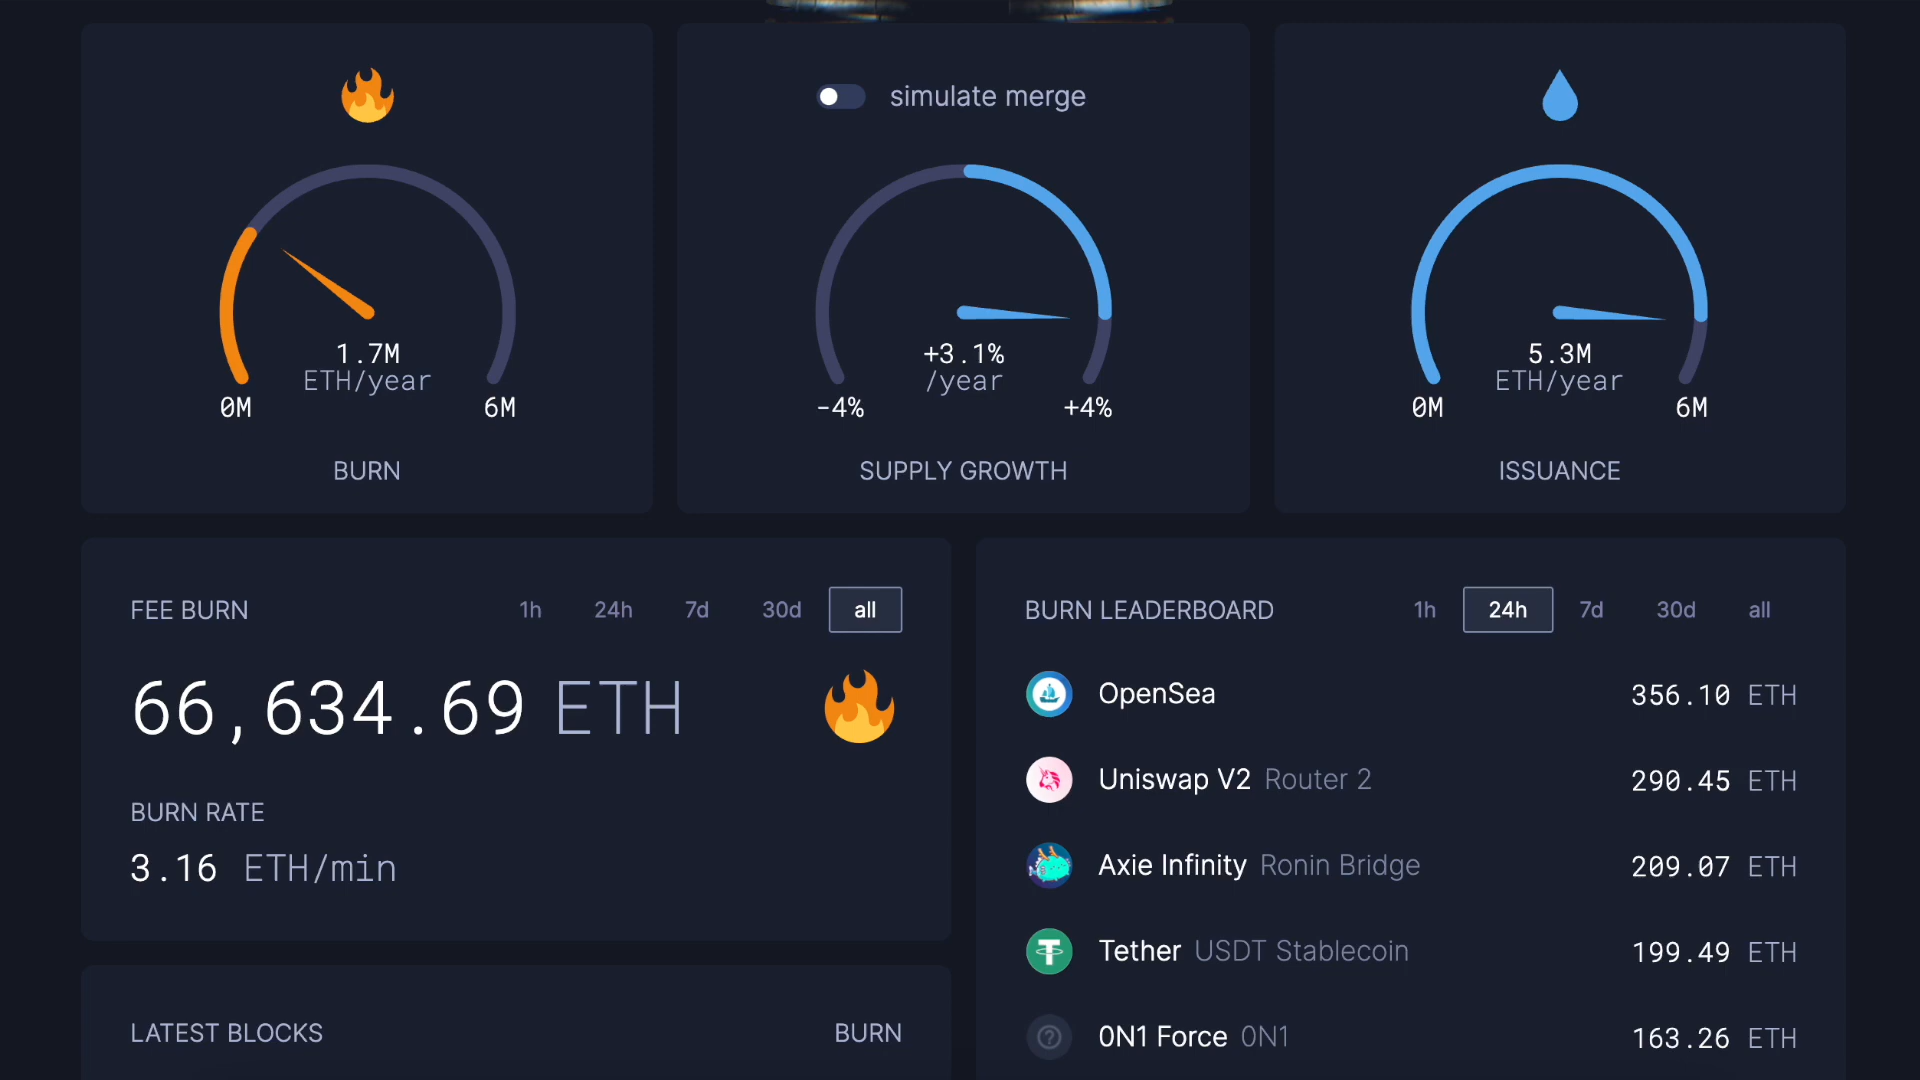 simulate merge
1.7M
ETH/year
0M 6M
BURN
+3.1%
/year
-4% +4%
SUPPLY GROWTH
5.3M
ETH/year
0M 6M
ISSUANCE
FEE BURN 1h 24h 7d 30d all
66,634.69 ETH
BURN RATE
3.16 ETH/min
LATEST BLOCKS BURN
BURN LEADERBOARD 1h 24h 7d 30d all
OpenSea 356.10 ETH
Uniswap V2 Router 2 290.45 ETH
Axie Infinity Ronin Bridge 209.07 ETH
Tether USDT Stablecoin 199.49 ETH
0N1 Force 0N1 163.26 ETH